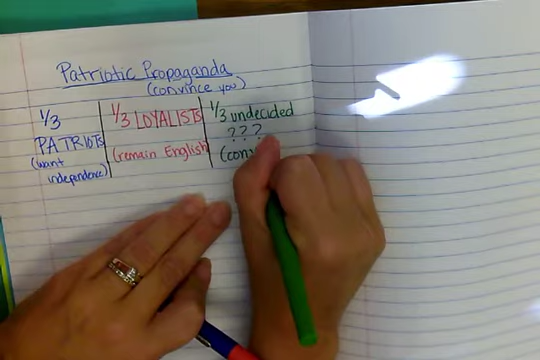 Patriotic Propaganda
(convince you)
1/3
PATRIOTS
(want
independence)
1/3 LOYALISTS
(remain English)
1/3 undecided
???